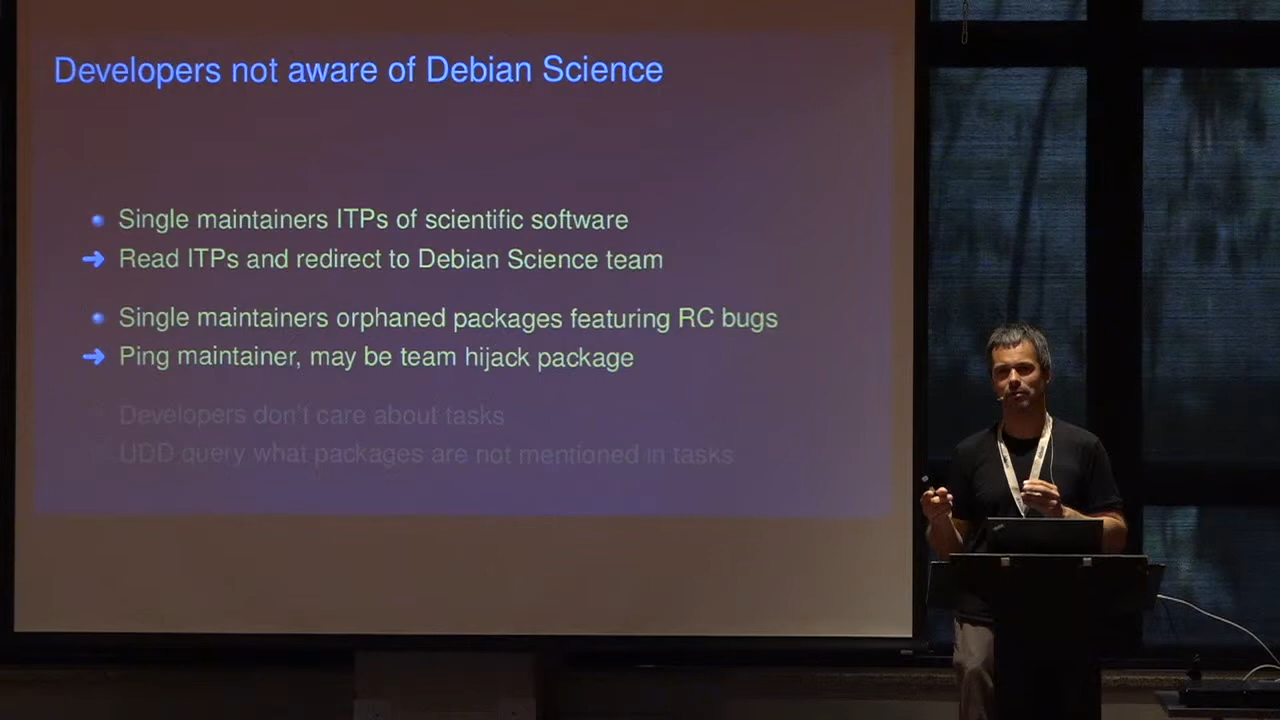 Developers not aware of Debian Science
Single maintainers ITPs of scientific software
Read ITPs and redirect to Debian Science team
Single maintainers orphaned packages featuring RC bugs
Ping maintainer, may be team hijack package
Developers don't care about tasks
UDD query what packages are not mentioned in tasks